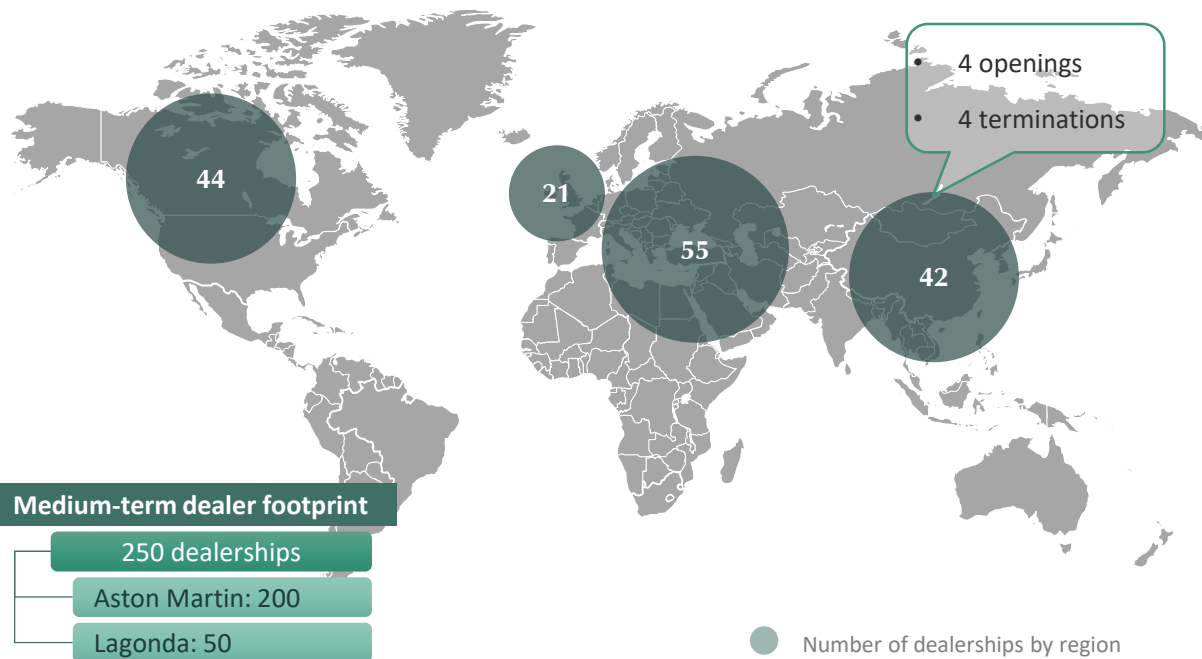 • 4 openings
• 4 terminations
44
21
55
42
Medium-term dealer footprint
250 dealerships
Aston Martin: 200
Lagonda: 50
Number of dealerships by region